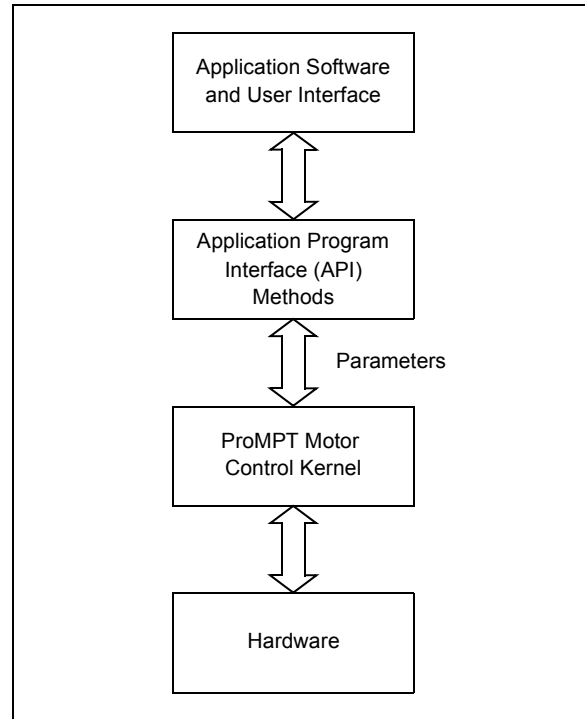 Application Software
and User Interface
Application Program
Interface (API)
Methods
Parameters
ProMPT Motor
Control Kernel
Hardware